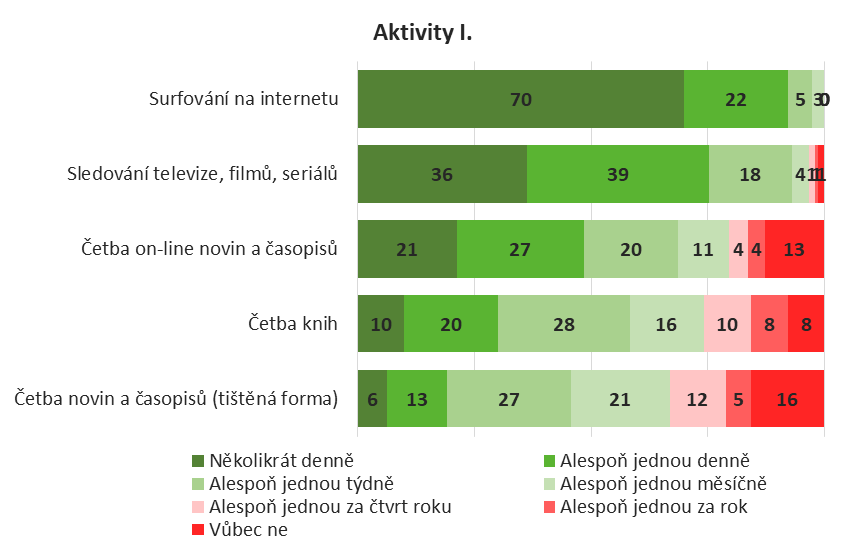 Aktivity I.
Surfování na internetu 70 22 5 3 0
Sledování televize, filmů, seriálů 36 39 18 4 1 1 1
Četba on-line novin a časopisů 21 27 20 11 4 4 13
Četba knih 10 20 28 16 10 8 8
Četba novin a časopisů (tištěná forma) 6 13 27 21 12 5 16
Několikrát denně Alespoň jednou denně
Alespoň jednou týdně Alespoň jednou měsíčně
Alespoň jednou za čtvrt roku Alespoň jednou za rok
Vůbec ne